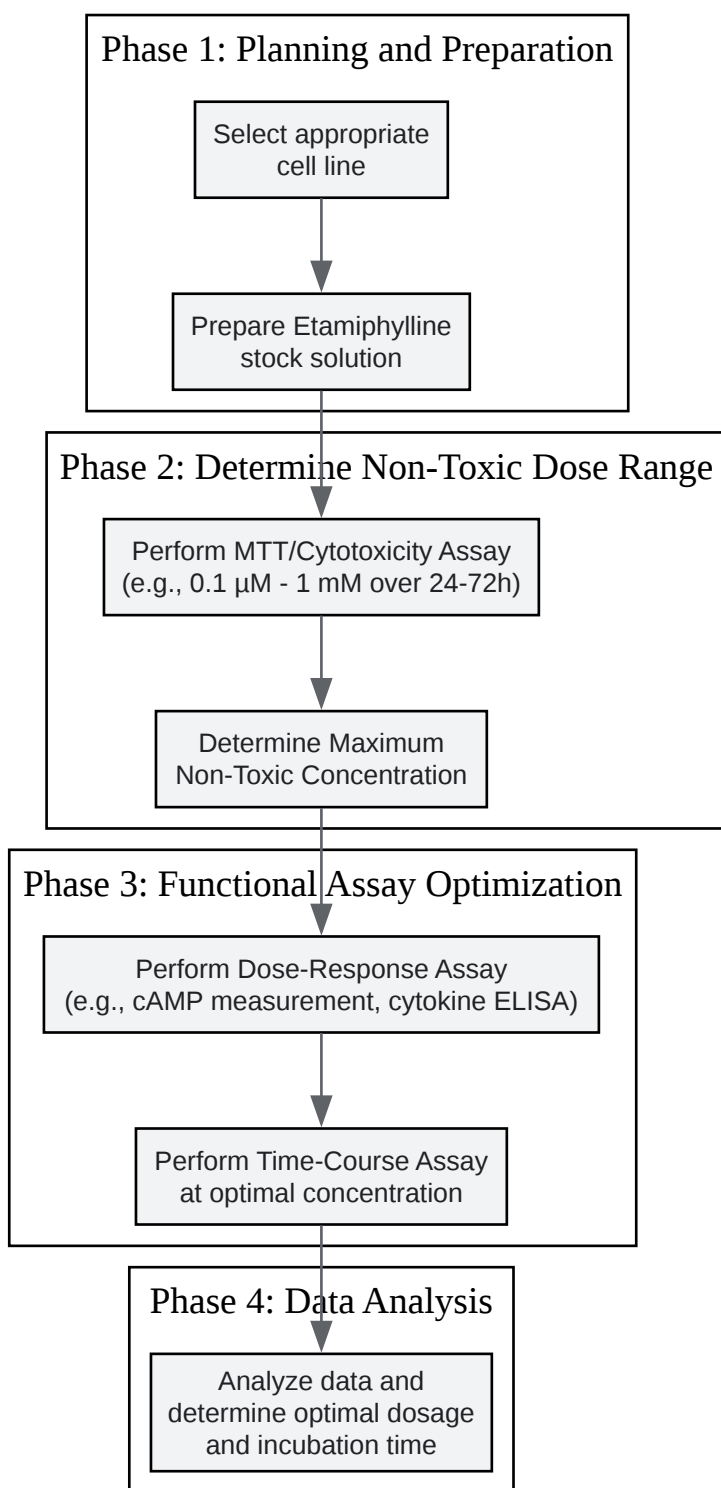 Phase 1: Planning and Preparation
Select appropriate
cell line
Prepare Etamiphylline
stock solution
Phase 2: Determine Non-Toxic Dose Range
Perform MTT/Cytotoxicity Assay
(e.g., 0.1 µM - 1 mM over 24-72h)
Determine Maximum
Non-Toxic Concentration
Phase 3: Functional Assay Optimization
Perform Dose-Response Assay
(e.g., cAMP measurement, cytokine ELISA)
Perform Time-Course Assay
at optimal concentration
Phase 4: Data Analysis
Analyze data and
determine optimal dosage
and incubation time